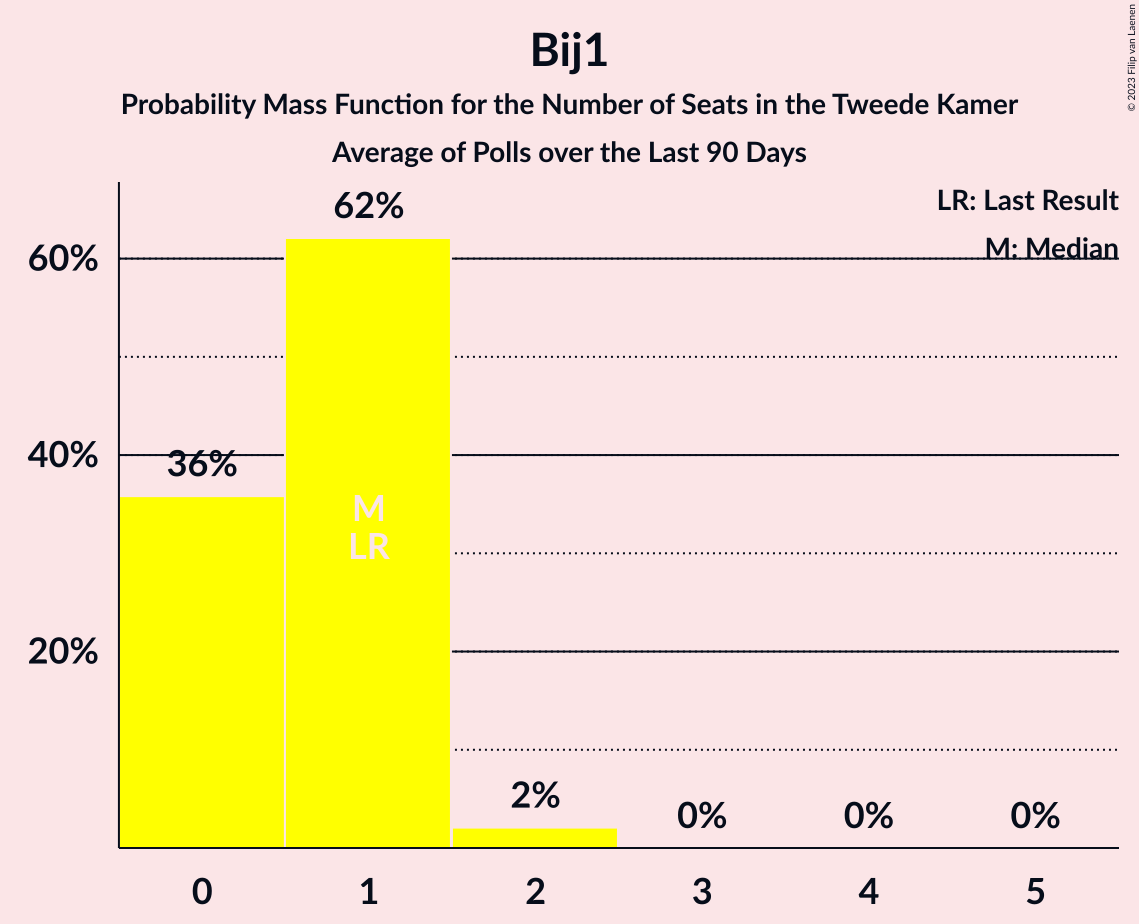 Bij1
Probability Mass Function for the Number of Seats in the Tweede Kamer
Average of Polls over the Last 90 Days
© 2023 Filip van Laenen
LR: Last Result
M: Median
62%
60%
40%
36%
M
LR
20%
2%
0%
0%
0%
0
1
2
3
4
5